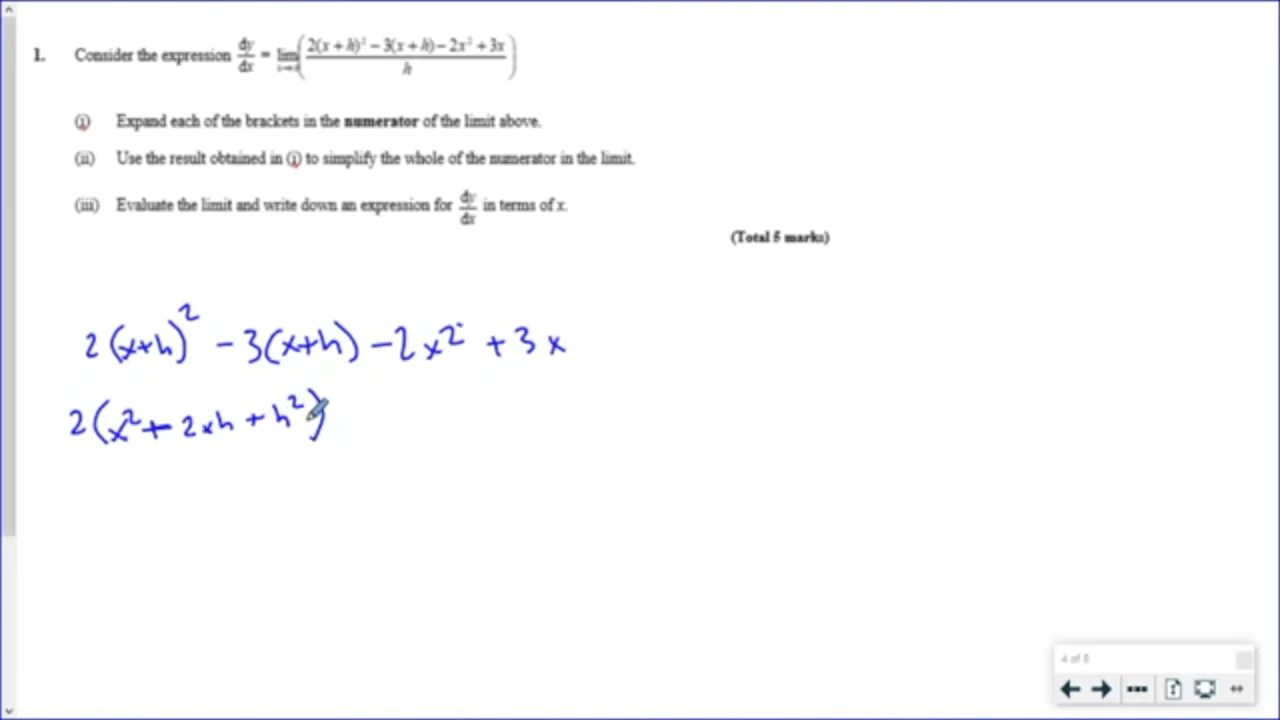 1. Consider the expression dy/dx = lim((2(x + h)² − 3(x + h) − 2x² + 3x)/h)
(i) Expand each of the brackets in the numerator of the limit above.
(ii) Use the result obtained in (i) to simplify the whole of the numerator in the limit.
(iii) Evaluate the limit and write down an expression for dy/dx in terms of x.
(Total 5 marks)
2(x+h)² − 3(x+h) − 2x² + 3x
2(x² + 2xh + h²)
4 of 8